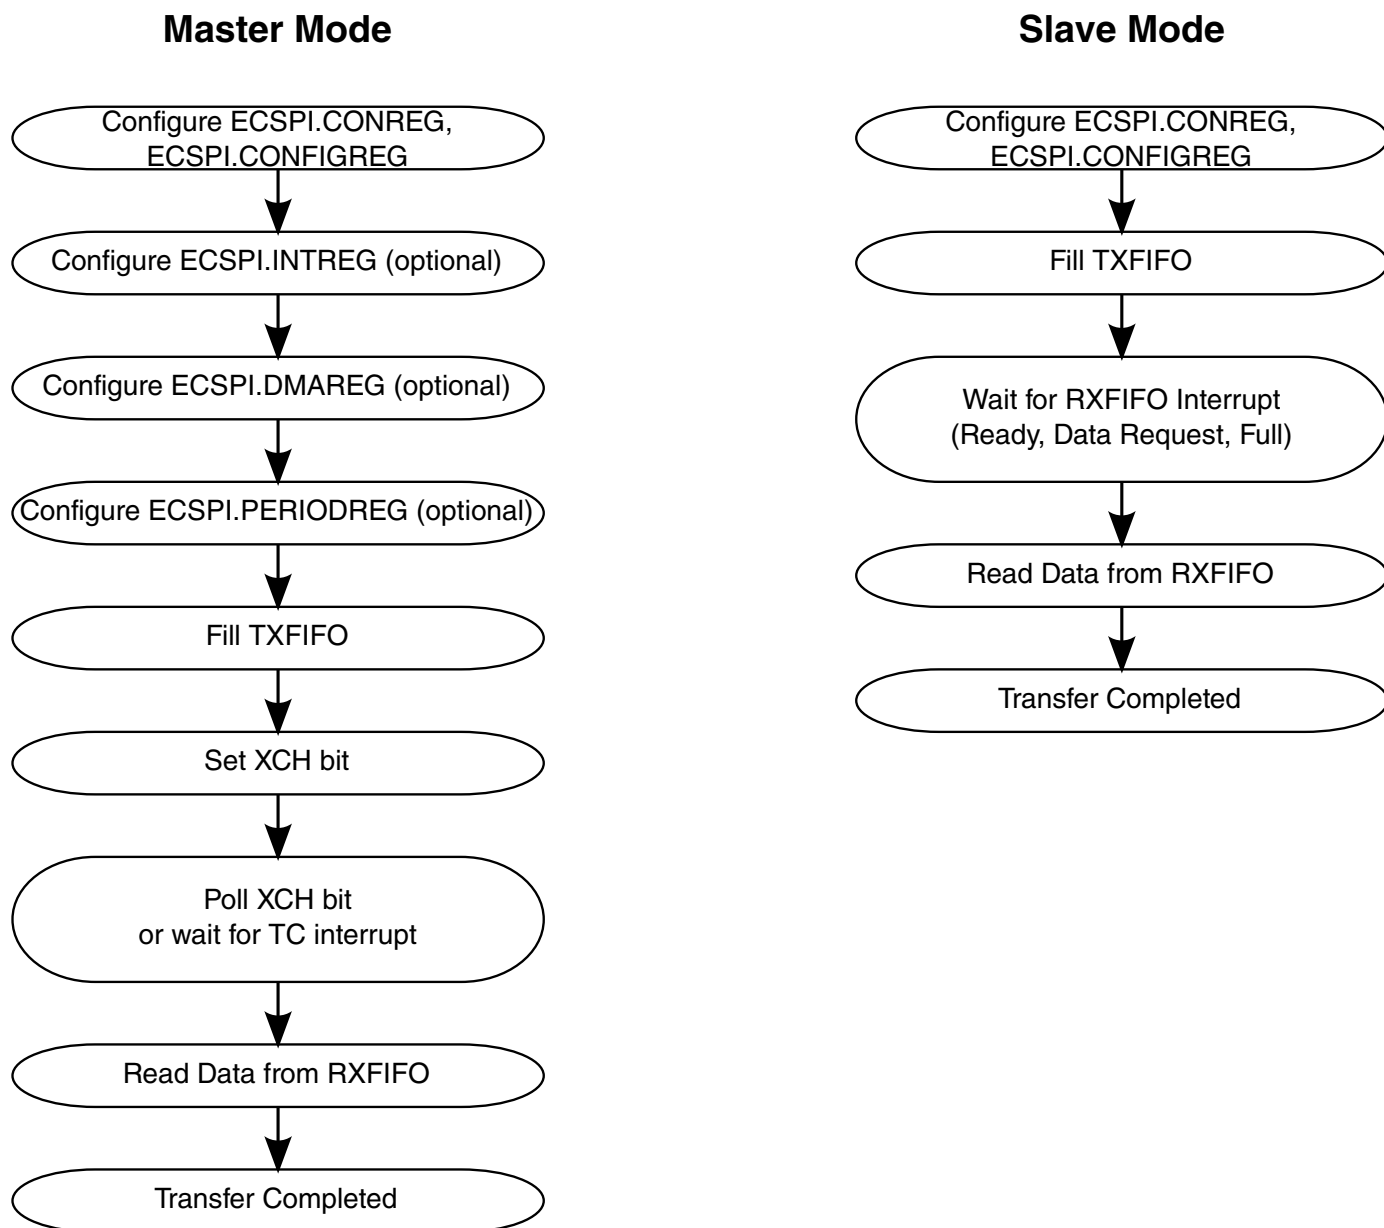 Master Mode
Configure ECSPI.CONREG,
ECSPI.CONFIGREG
Configure ECSPI.INTREG (optional)
Configure ECSPI.DMAREG (optional)
Configure ECSPI.PERIODREG (optional)
Fill TXFIFO
Set XCH bit
Poll XCH bit
or wait for TC interrupt
Read Data from RXFIFO
Transfer Completed
Slave Mode
Configure ECSPI.CONREG,
ECSPI.CONFIGREG
Fill TXFIFO
Wait for RXFIFO Interrupt
(Ready, Data Request, Full)
Read Data from RXFIFO
Transfer Completed